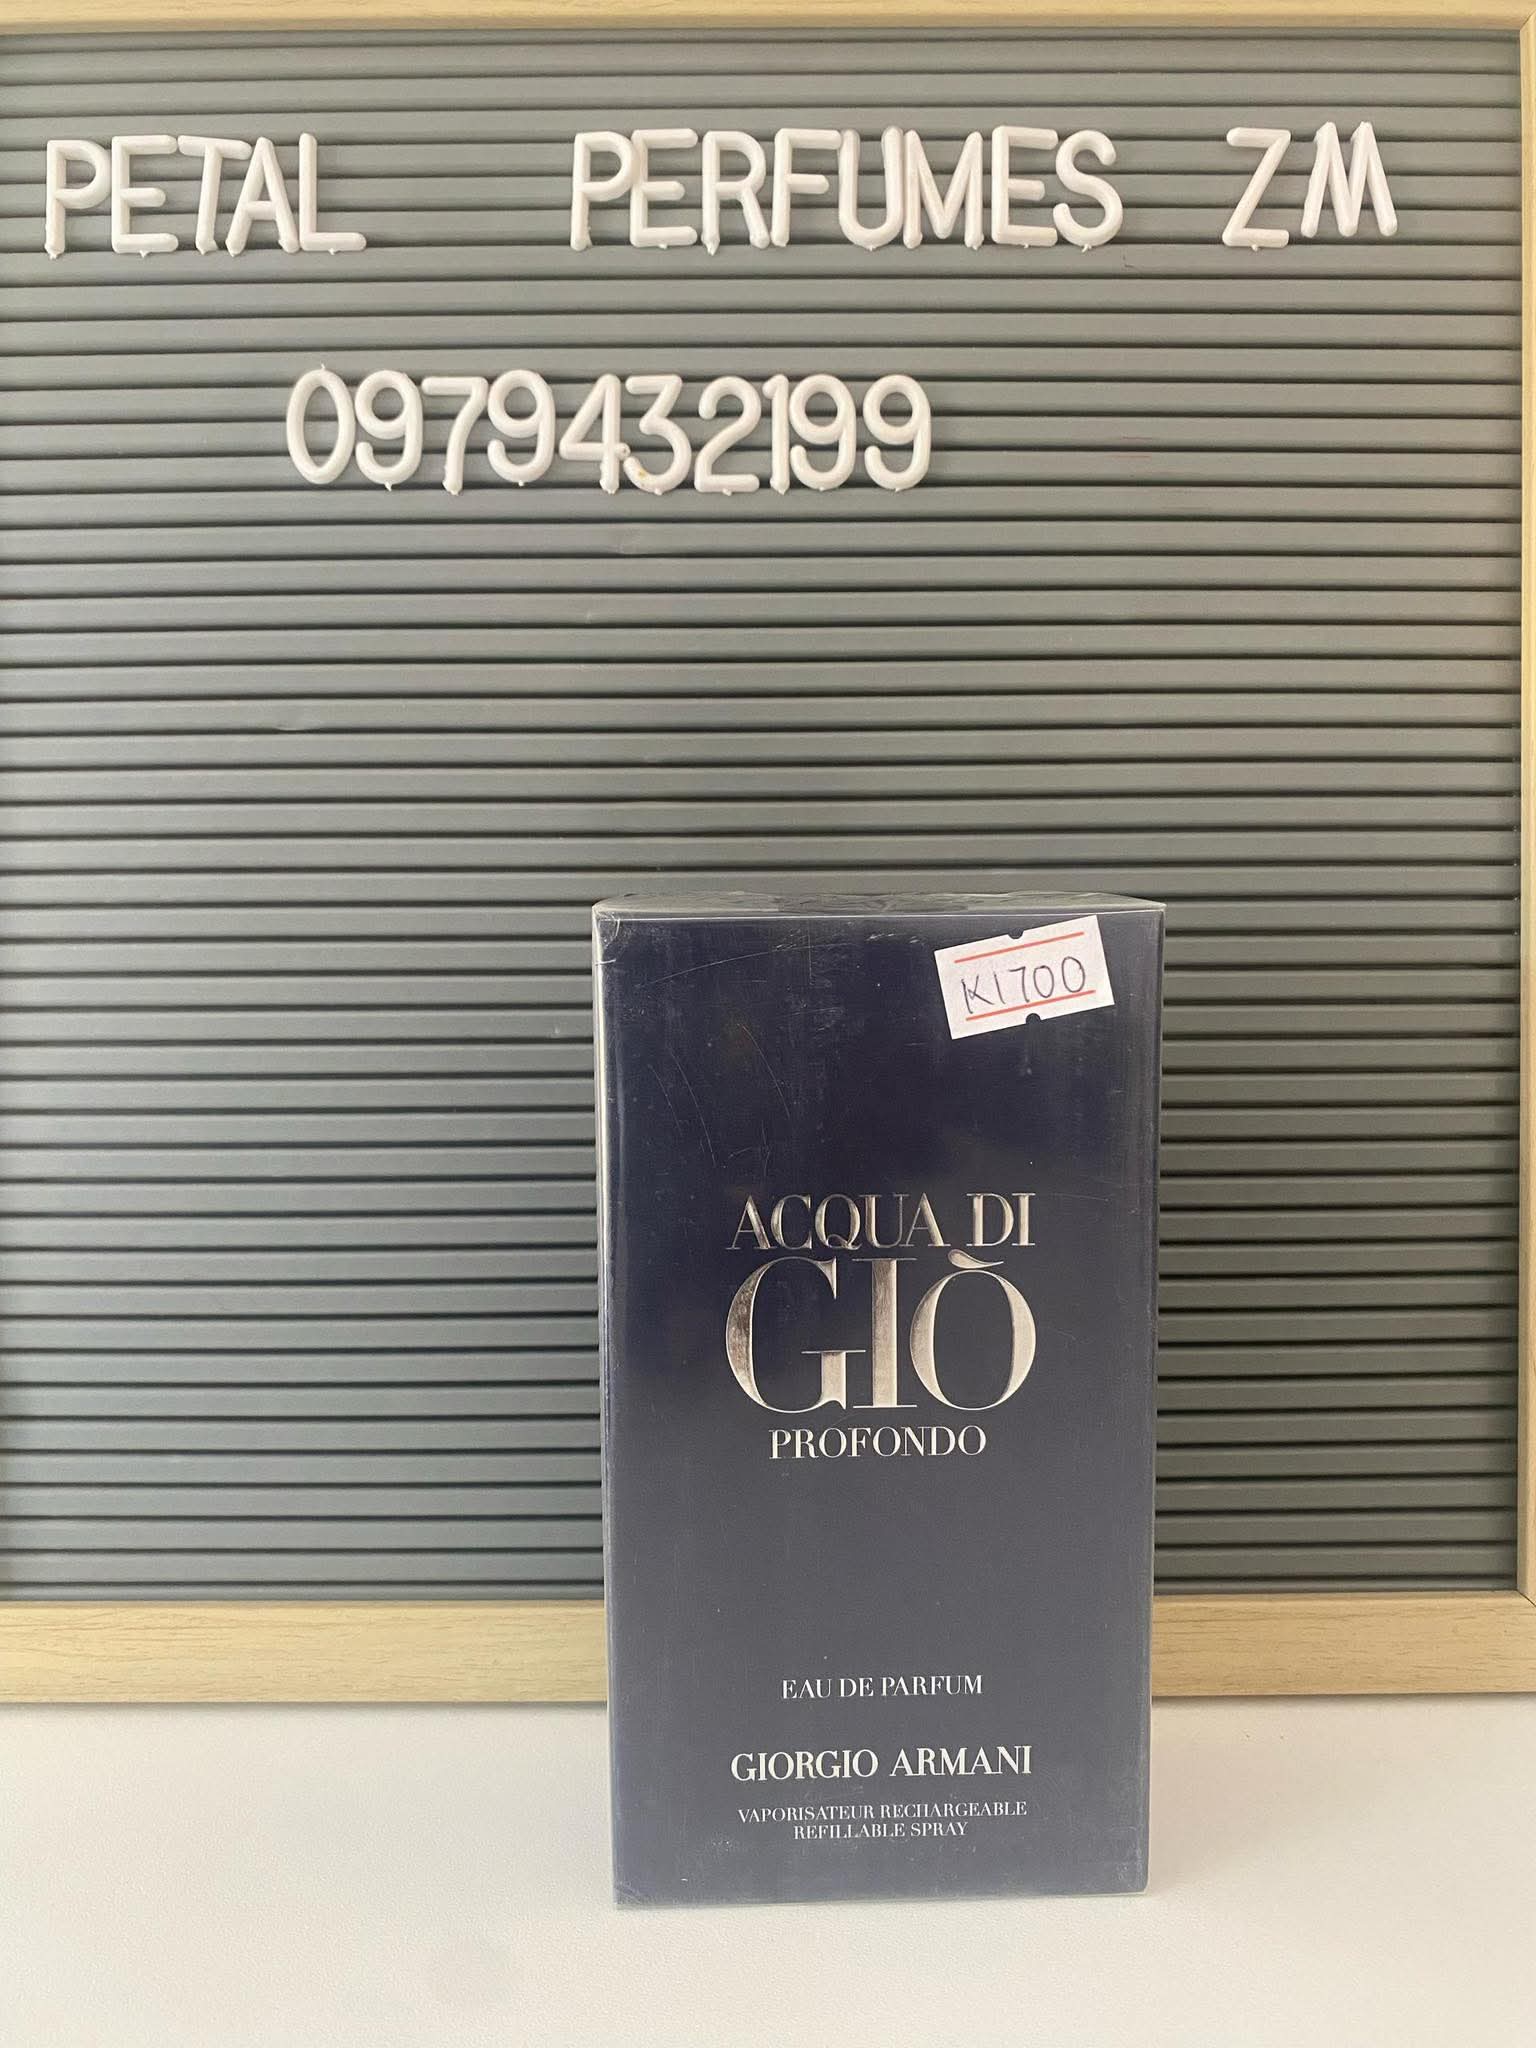 PETAL PERFUMES ZM
0979432199
K1700
ACQUA DI
GIÒ
PROFONDO
EAU DE PARFUM
GIORGIO ARMANI
VAPORISATEUR RECHARGEABLE
REFILLABLE SPRAY